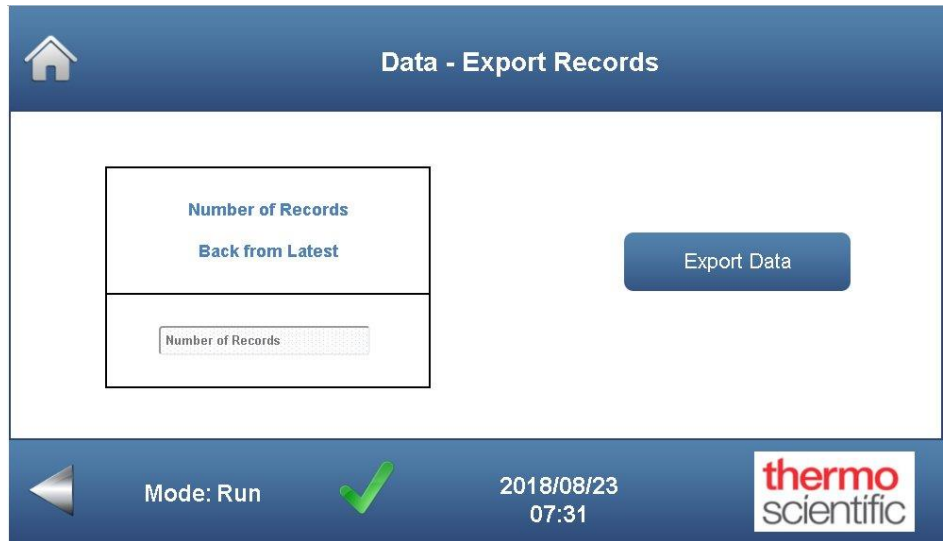 Data - Export Records
Number of Records
Back from Latest
Number of Records
Export Data
Mode: Run
2018/08/23
07:31
thermo
scientific